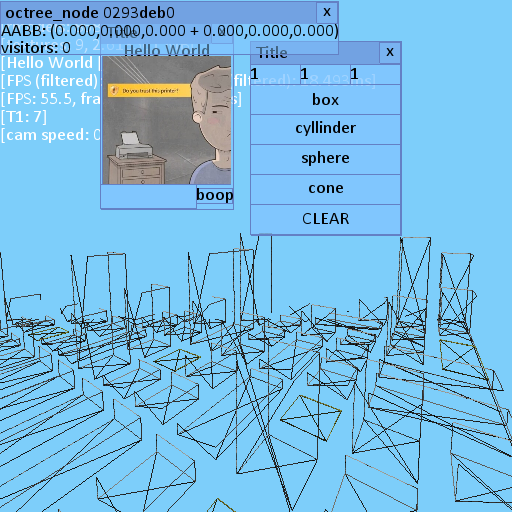 octree_node 0293deb0 x
AABB: (0.000,0.000,0.000 + 0.000,0.000,0.000)
visitors: 0
Title
Hello World
[Hello World
Title x
[FPS (filtered):
1 1 1
Do you trust this printer?
[FPS: 55.5,
[T1: 7]
[cam speed: 0
box
cyllinder
sphere
cone
boop
CLEAR